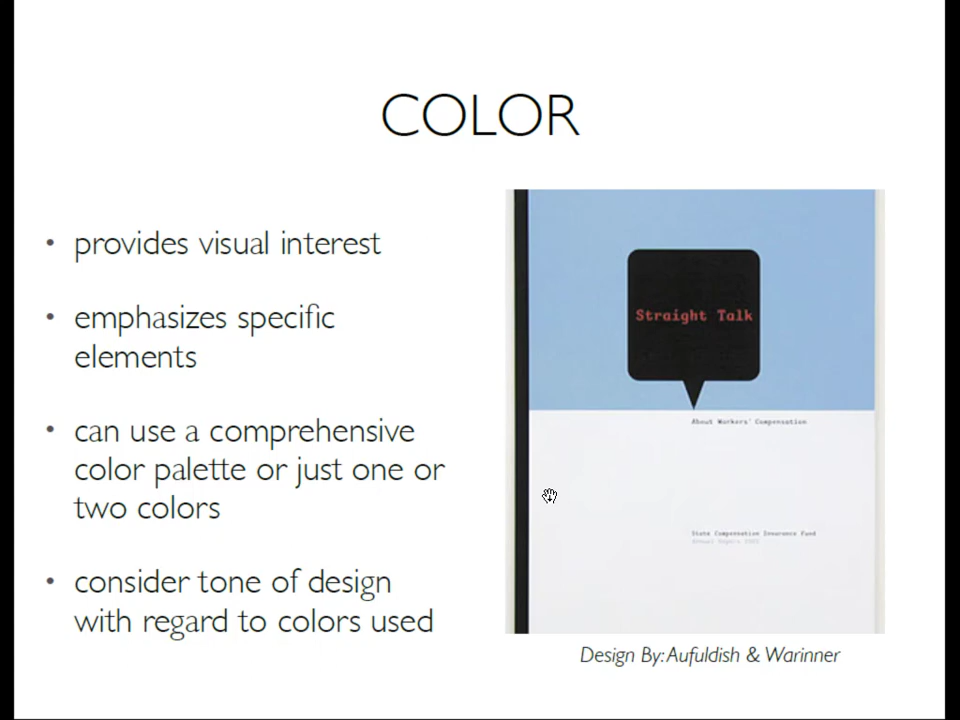 COLOR
• provides visual interest
• emphasizes specific
elements
• can use a comprehensive
color palette or just one or
two colors
• consider tone of design
with regard to colors used
Straight Talk
About Workers' Compensation
State Compensation Insurance Fund
Design By: Aufuldish & Warinner